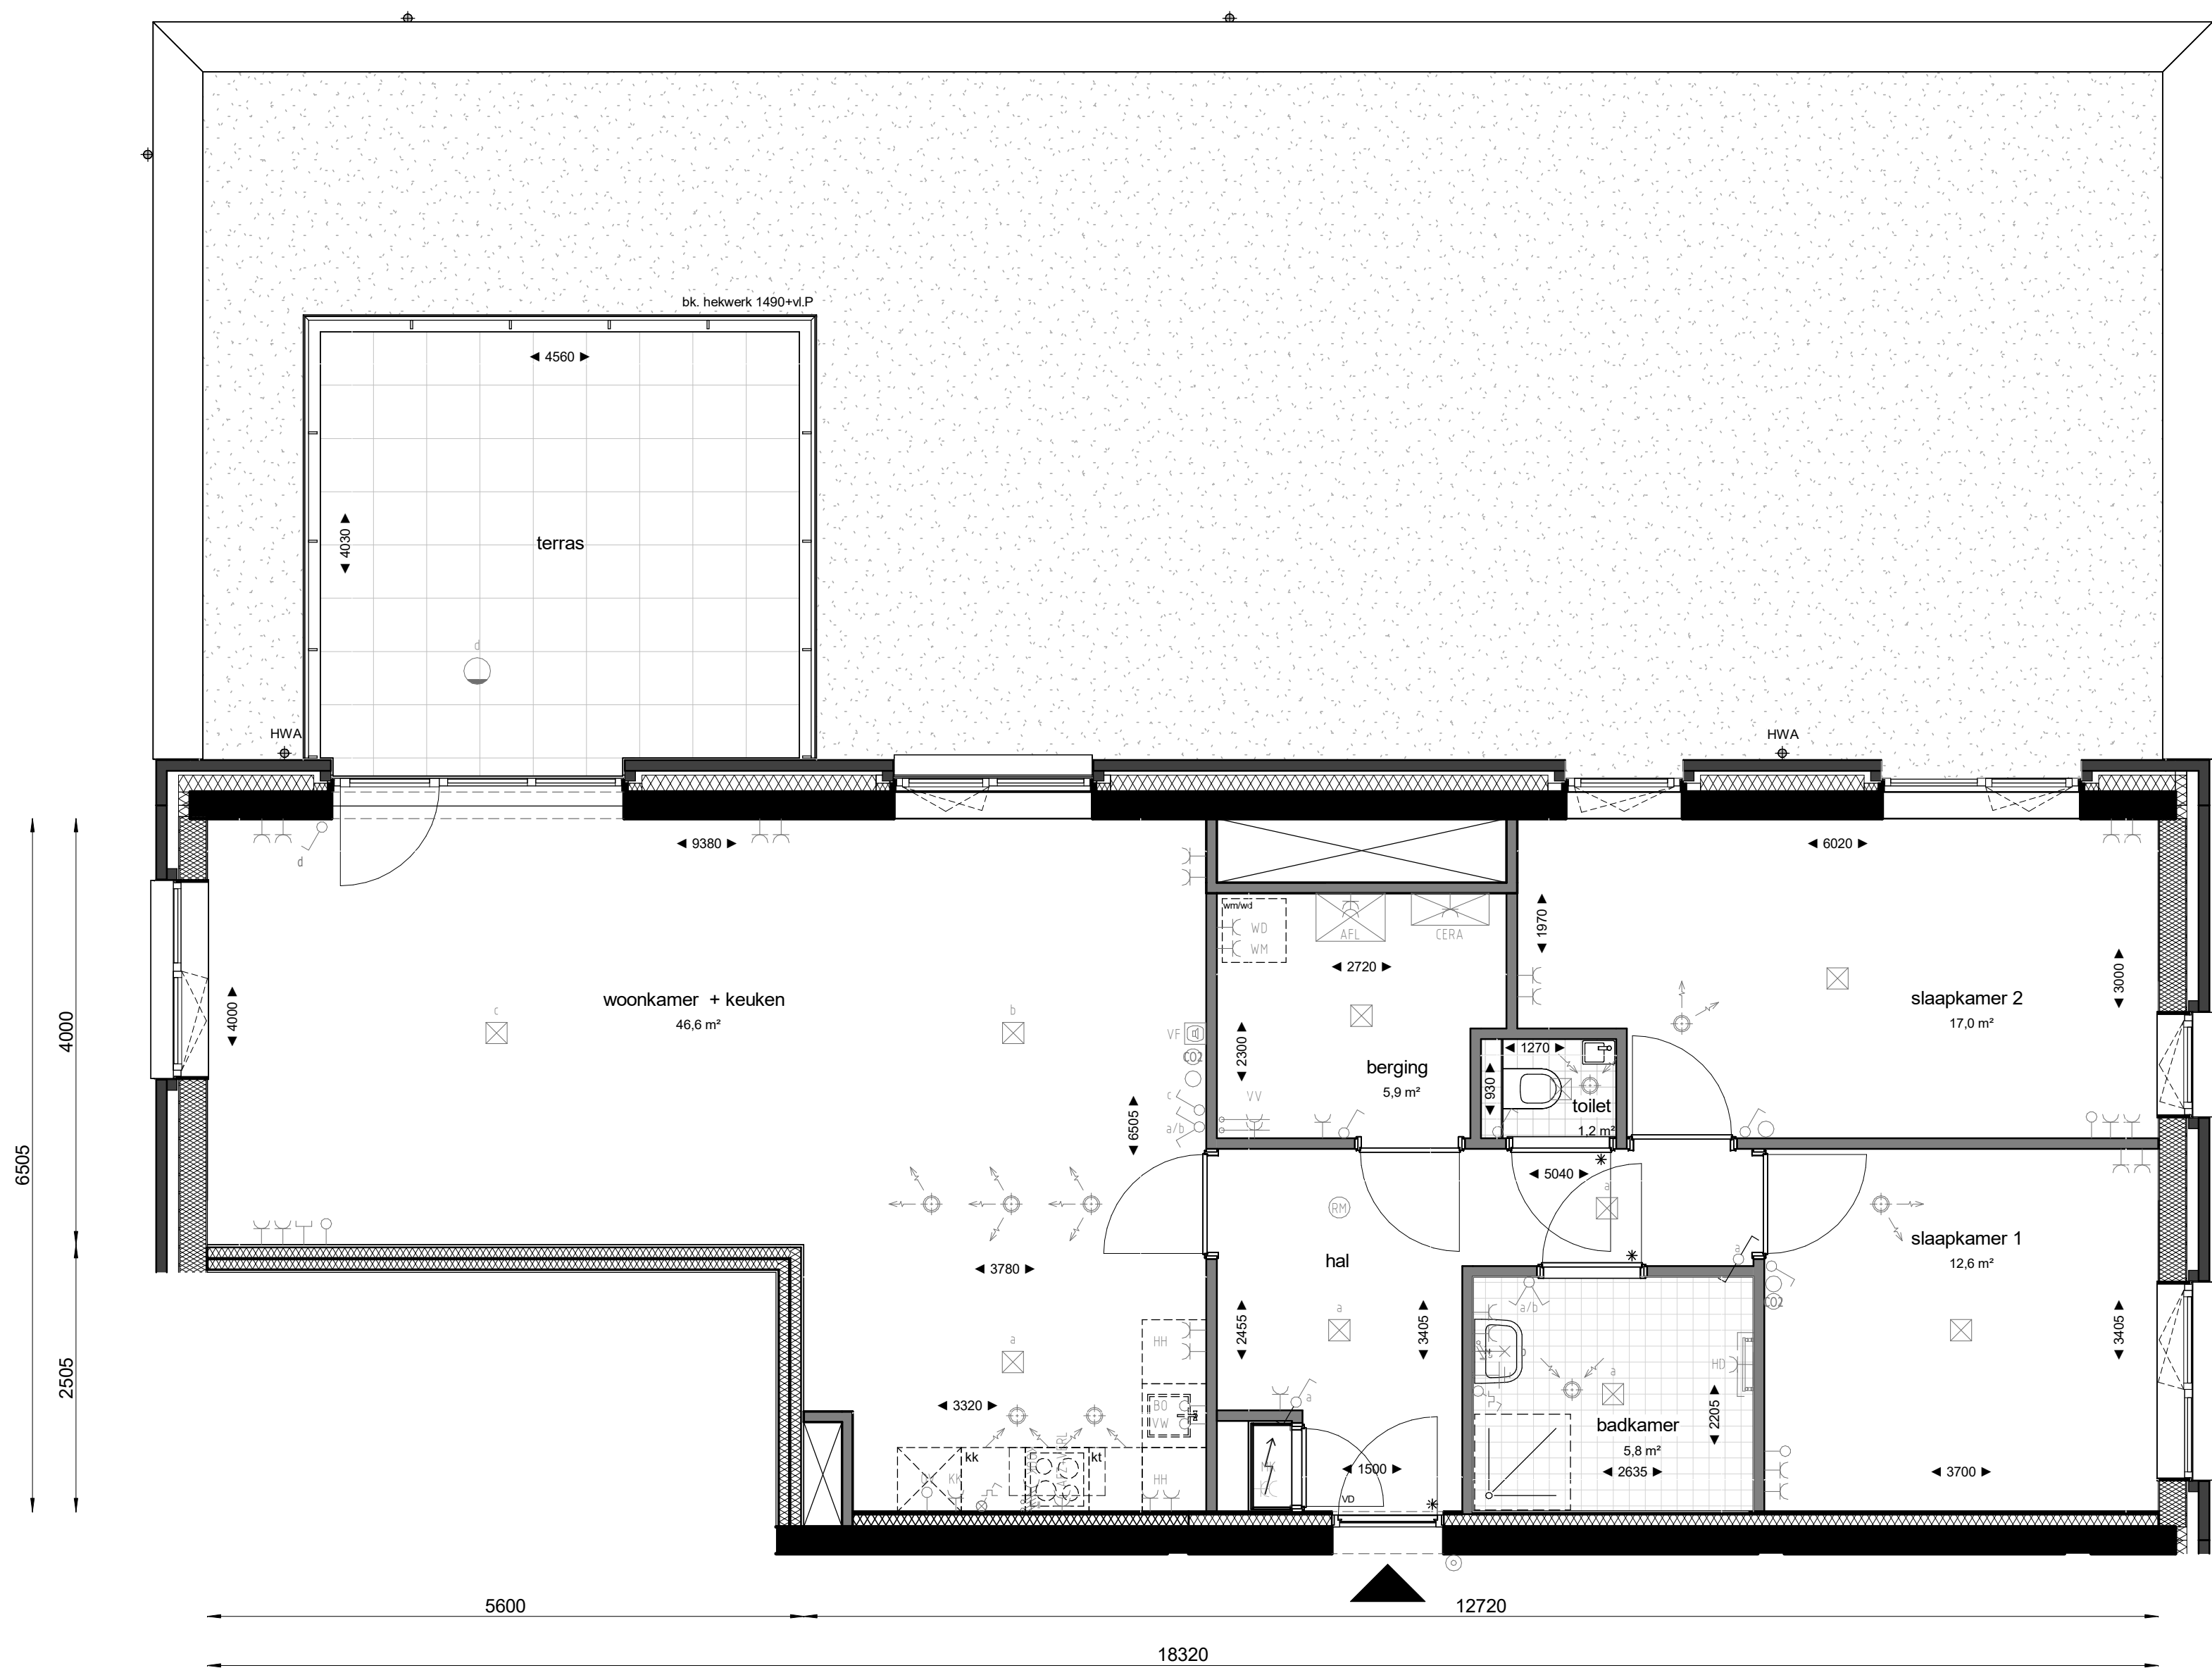 bk. hekwerk 1490+vl.P
4560
4030
terras
d
HWA
HWA
d
9380
6020
wm/wd
WD
WM
AFL
CERA
2720
1970
3000
4000
woonkamer + keuken
46,6 m²
c
b
VF
CO2
c
a/b
6505
2300
berging
5,9 m²
VV
1270
930
toilet
1,2 m²
slaapkamer 2
17,0 m²
4000
6505
2505
5040
a
RM
hal
a
2455
3405
a
slaapkamer 1
12,6 m²
CO2
3405
3780
a
HH
3320
BO
VW
kk
KK
kt
HH
a
1500
VD
a/b
a
HD
badkamer
5,8 m²
2205
2635
3700
5600
12720
18320